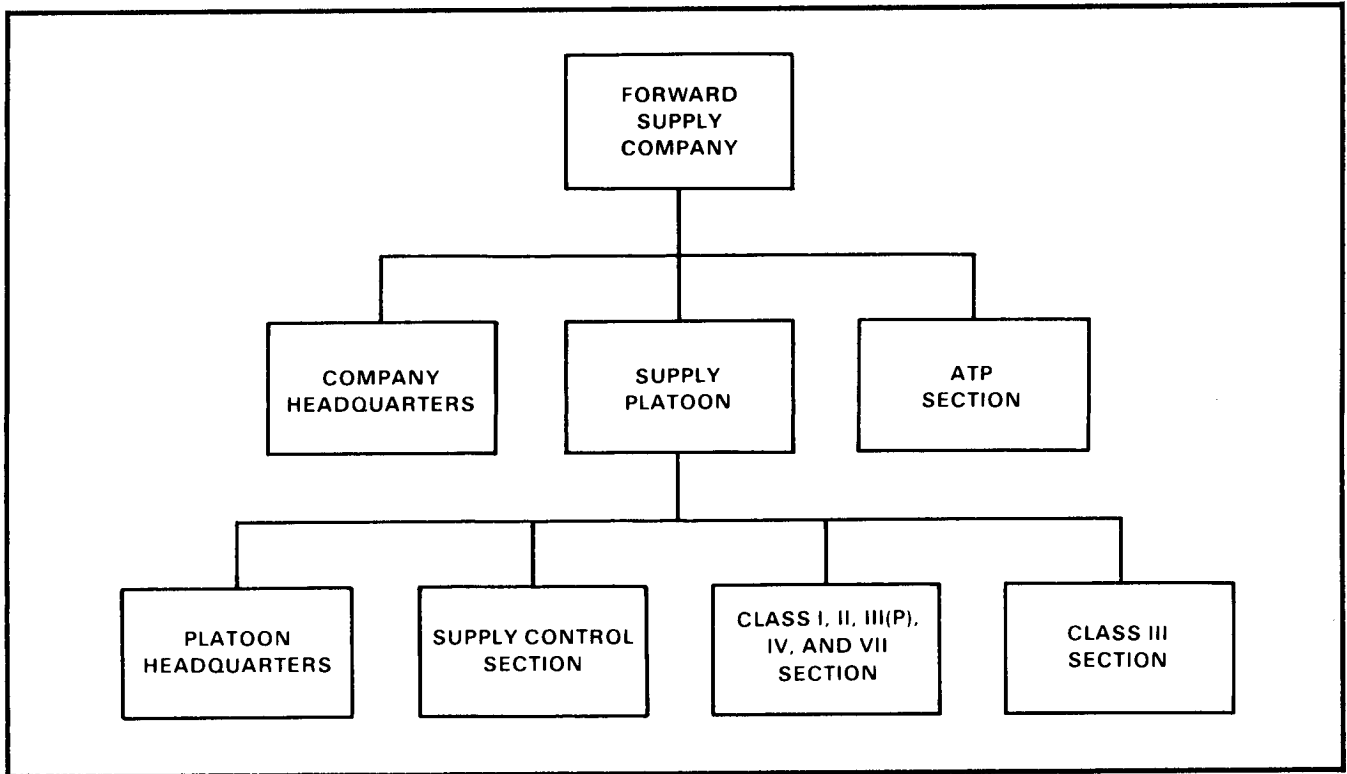 FORWARD
SUPPLY
COMPANY
COMPANY
HEADQUARTERS
SUPPLY
PLATOON
ATP
SECTION
PLATOON
HEADQUARTERS
SUPPLY CONTROL
SECTION
CLASS I, II, III(P),
IV, AND VII
SECTION
CLASS III
SECTION